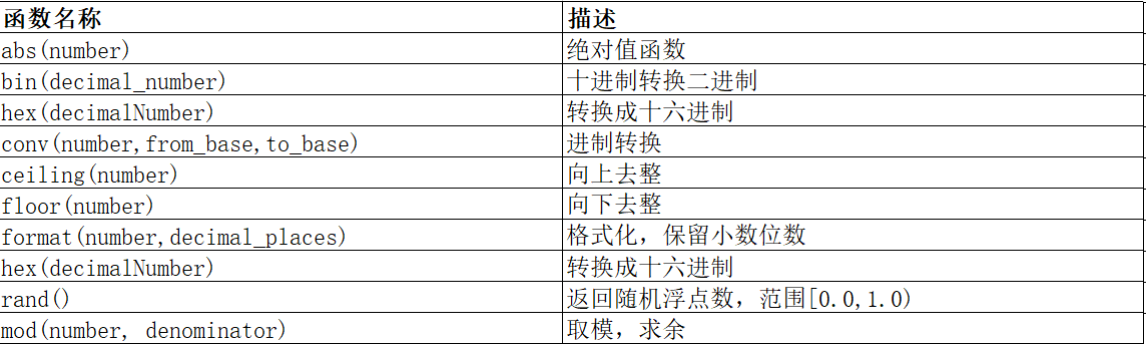 函数名称 描述
abs(number) 绝对值函数
bin(decimal_number) 十进制转换二进制
hex(decimalNumber) 转换成十六进制
conv(number,from_base,to_base) 进制转换
ceiling(number) 向上去整
floor(number) 向下去整
format(number,decimal_places) 格式化，保留小数位数
hex(decimalNumber) 转换成十六进制
rand() 返回随机浮点数，范围[0.0,1.0)
mod(number, denominator) 取模，求余